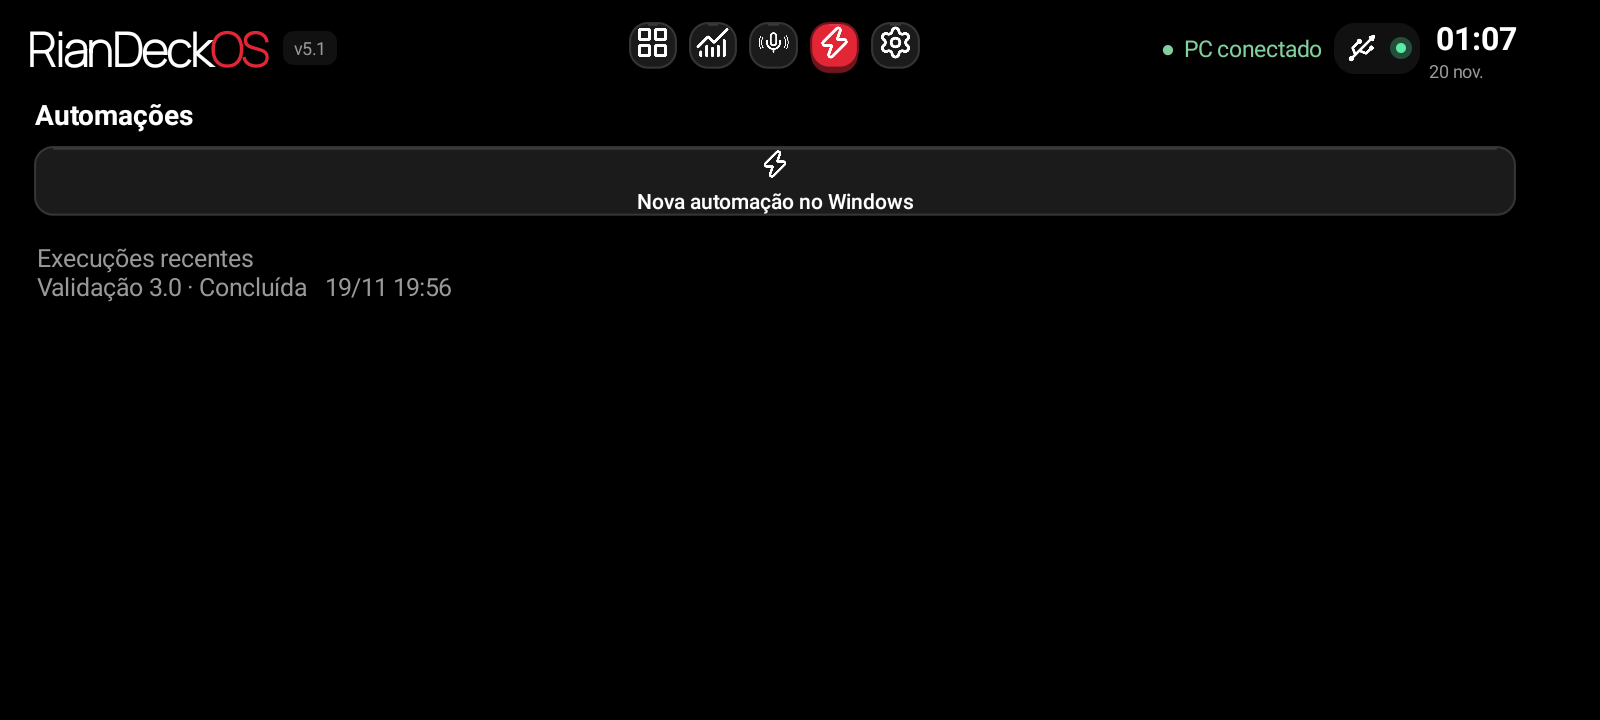 RianDeckOS v5.1
PC conectado
01:07
20 nov.
Automações
Nova automação no Windows
Execuções recentes
Validação 3.0 · Concluída 19/11 19:56